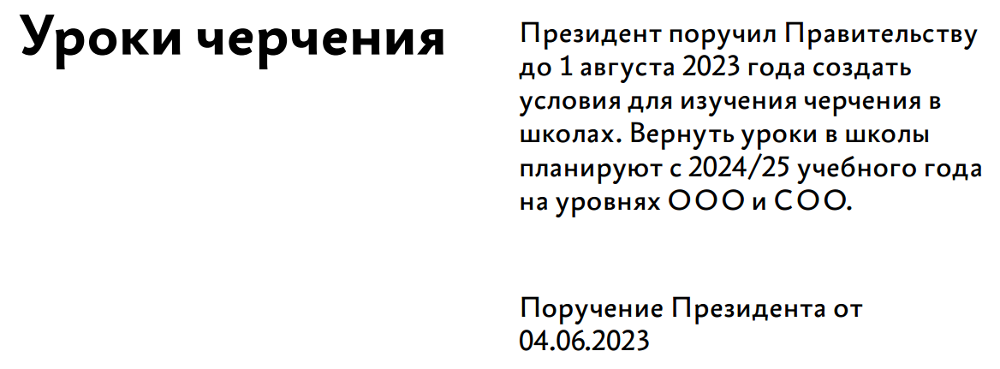 Уроки черчения
Президент поручил Правительству
до 1 августа 2023 года создать
условия для изучения черчения в
школах. Вернуть уроки в школы
планируют с 2024/25 учебного года
на уровнях ООО и СОО.
Поручение Президента от
04.06.2023